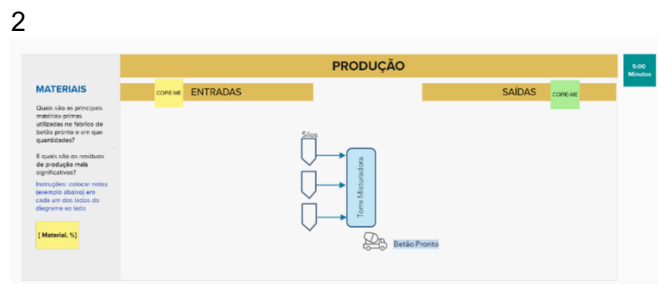 2
PRODUÇÃO
5:00
Minutos
MATERIAIS
COPIE-ME
ENTRADAS
SAÍDAS
COPIE-ME
Quais são as principais
matérias primas
utilizadas no fabrico de
betão pronto e em que
quantidades?
E quais são os resíduos
de produção mais
significativos?
Instruções: colocar notas
(exemplo abaixo) em
cada um dos lados do
diagrama ao lado
[ Material, %]
Silos
Torre Misturadora
Betão Pronto